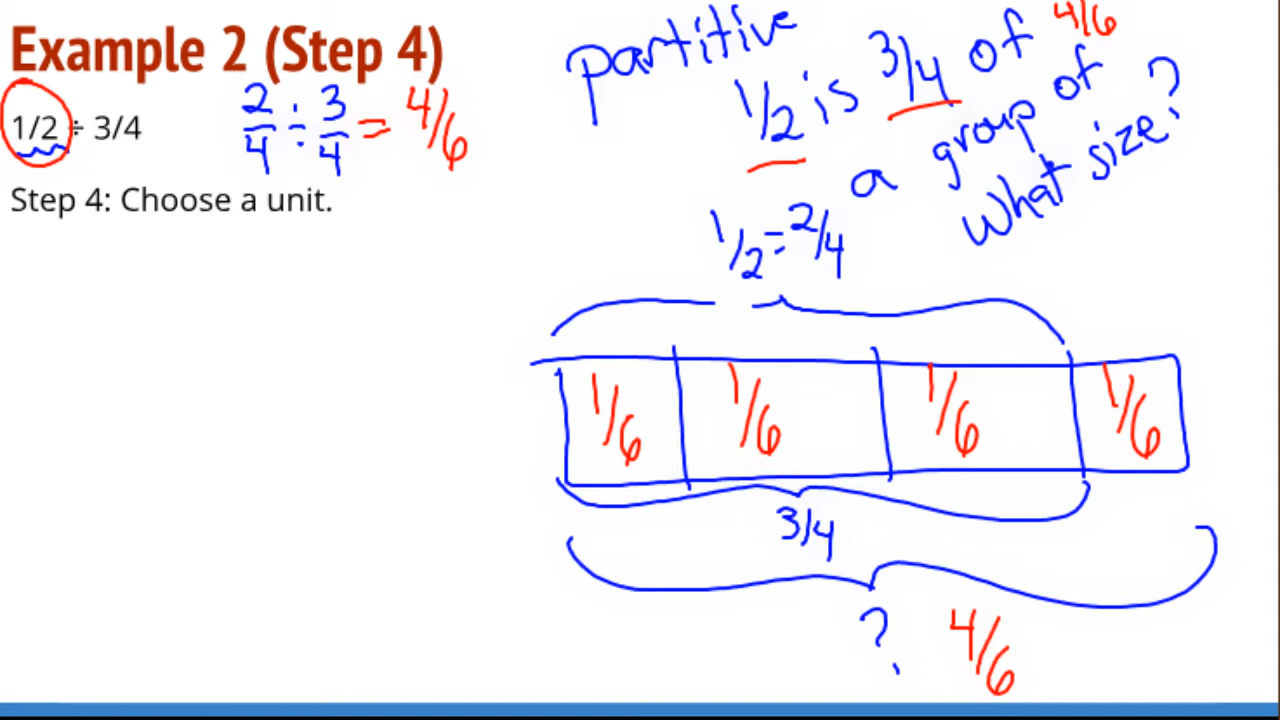 Example 2 (Step 4)
1/2 ÷ 3/4
2/4 ÷ 3/4 = 4/6
Step 4: Choose a unit.
partitive
1/2 is 3/4 of 4/6
a group of
What size?
1/2 = 2/4
1/6 1/6 1/6 1/6
3/4
? 4/6